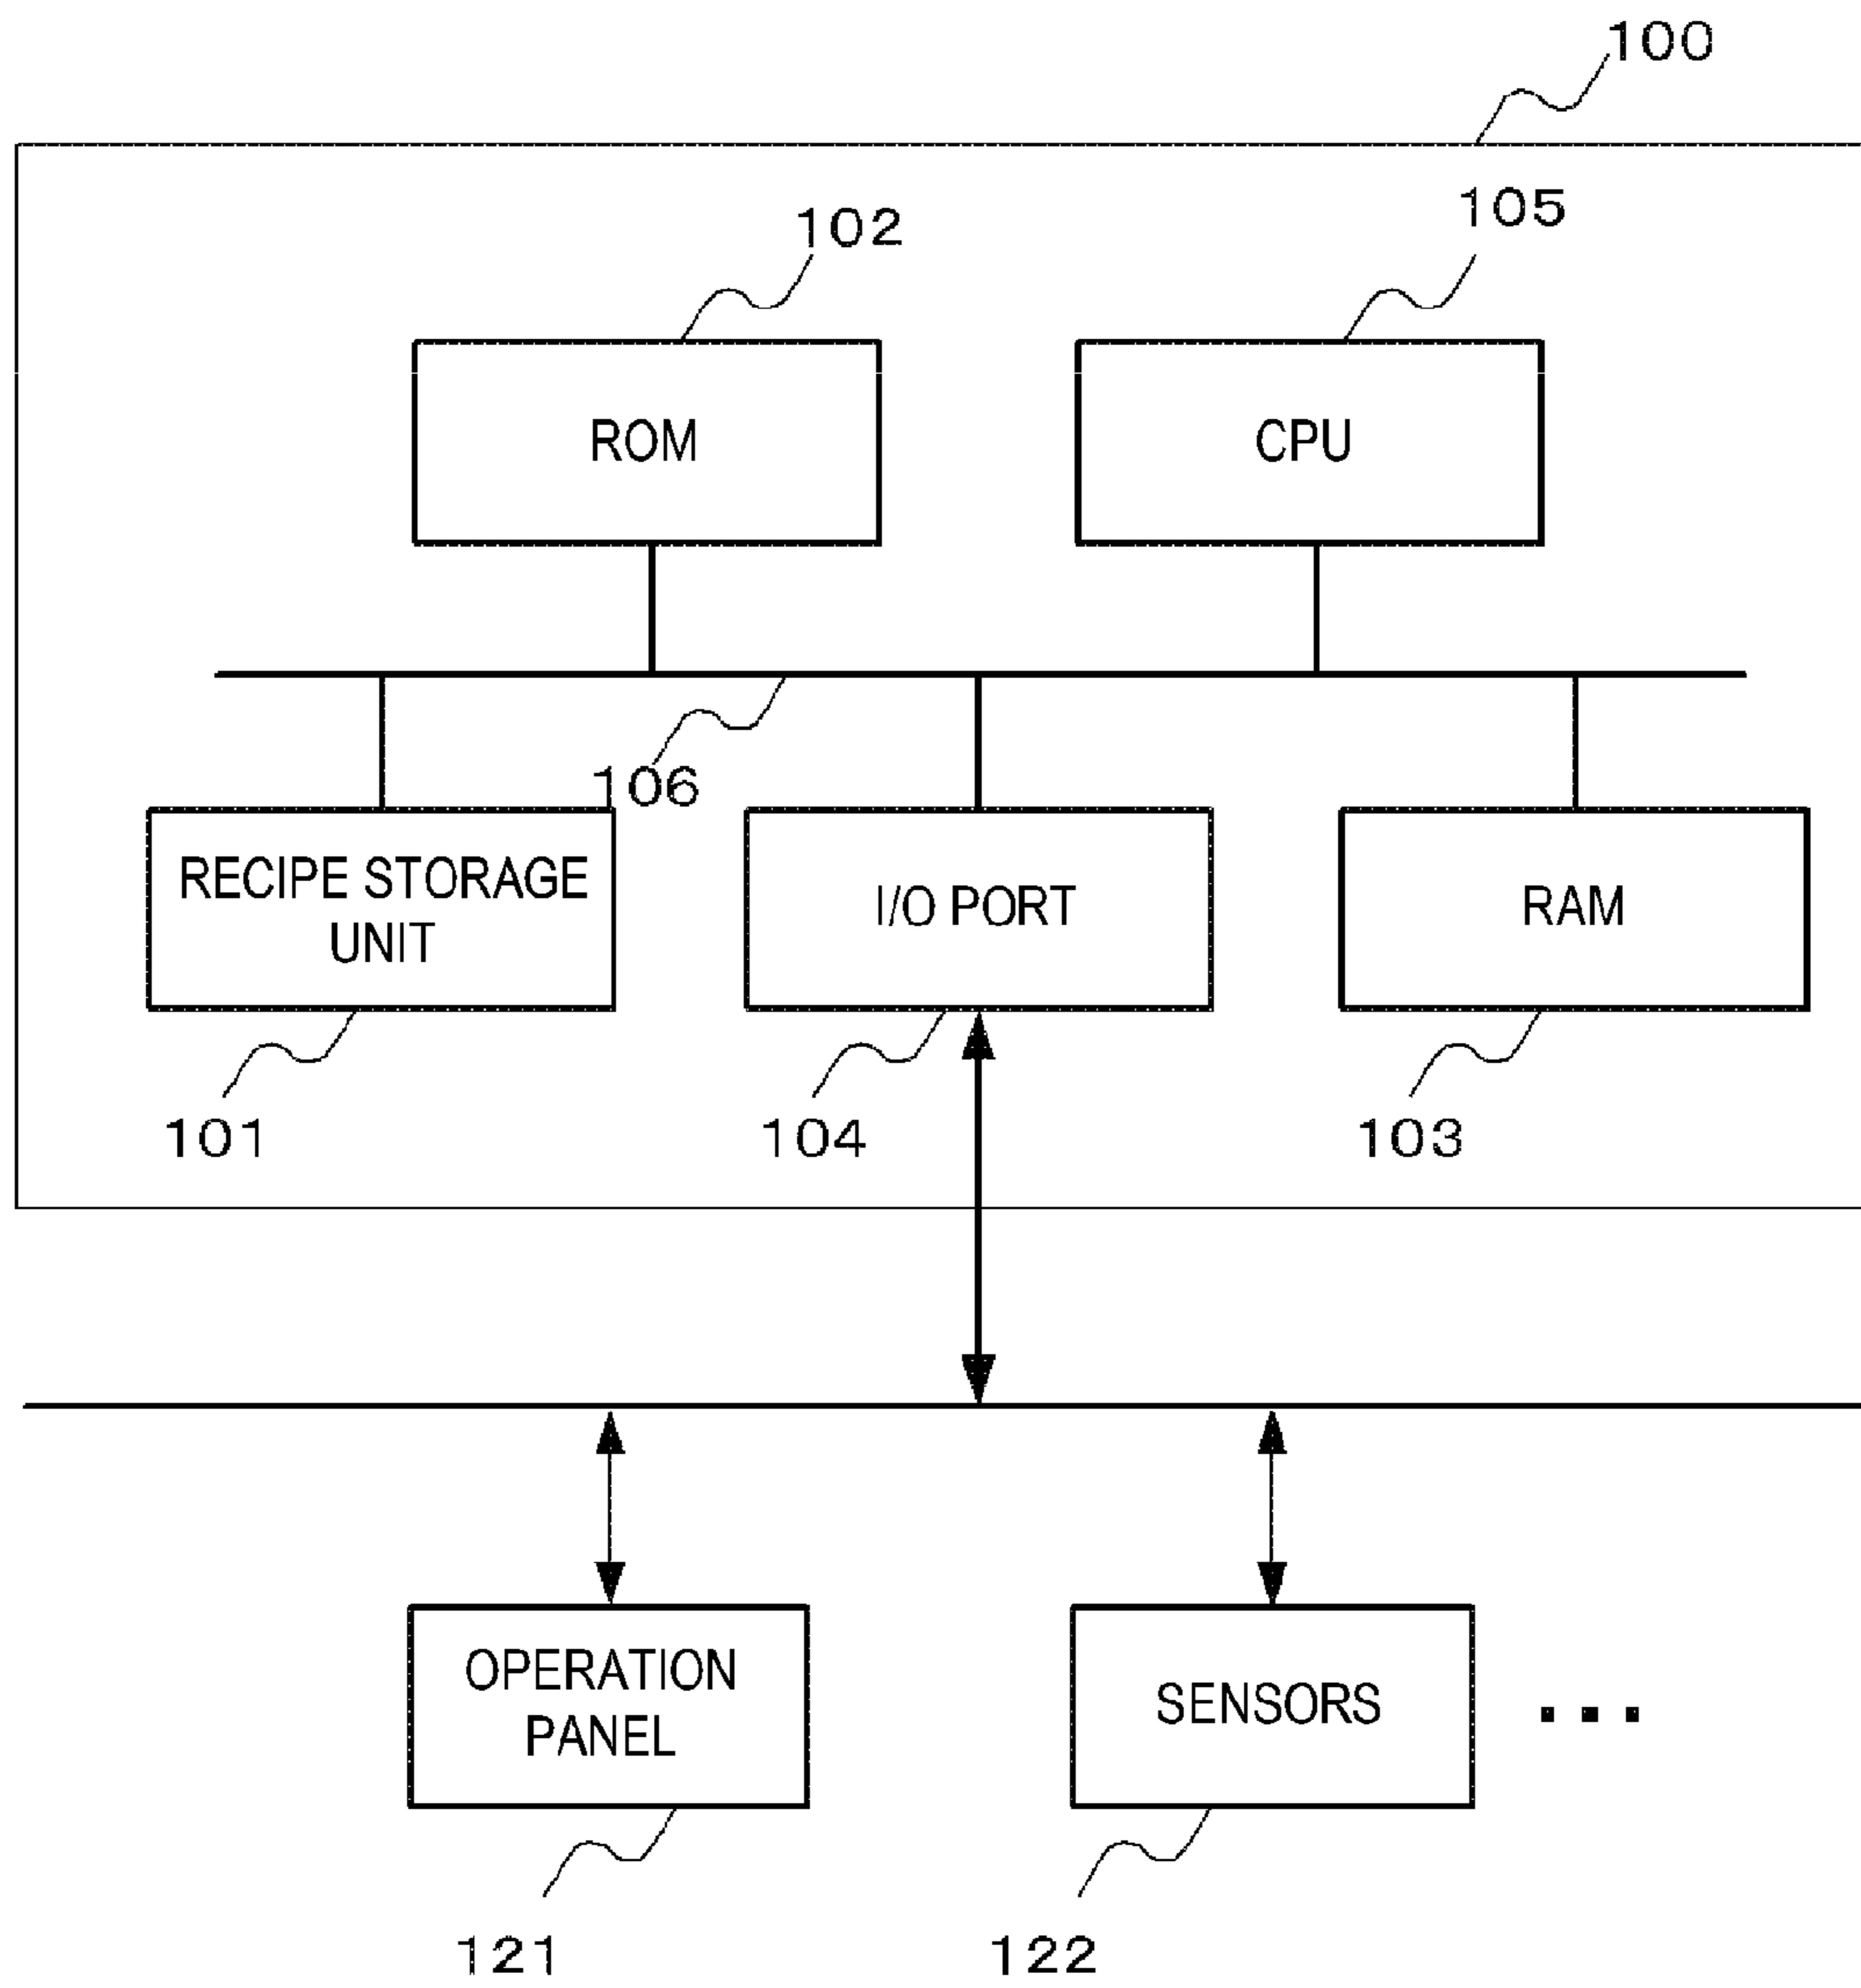 100
102
105
ROM
CPU
106
RECIPE STORAGE
UNIT
I/O PORT
RAM
101
104
103
OPERATION
PANEL
SENSORS
121
122